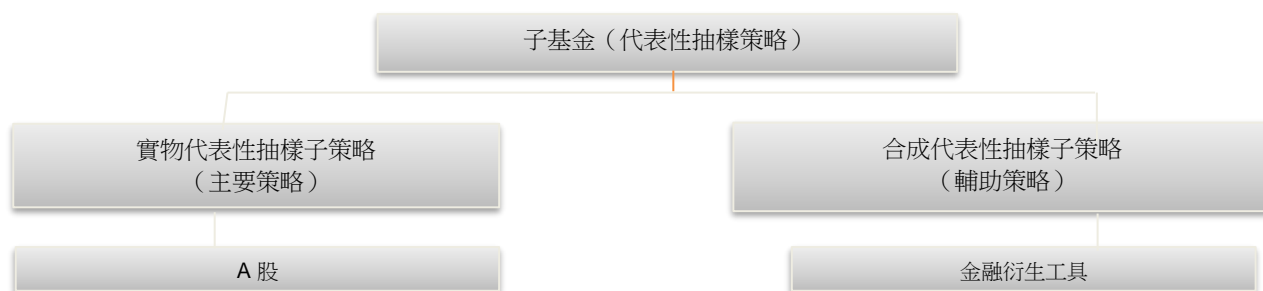 子基金（代表性抽樣策略）
實物代表性抽樣子策略
（主要策略）
合成代表性抽樣子策略
（輔助策略）
A 股
金融衍生工具